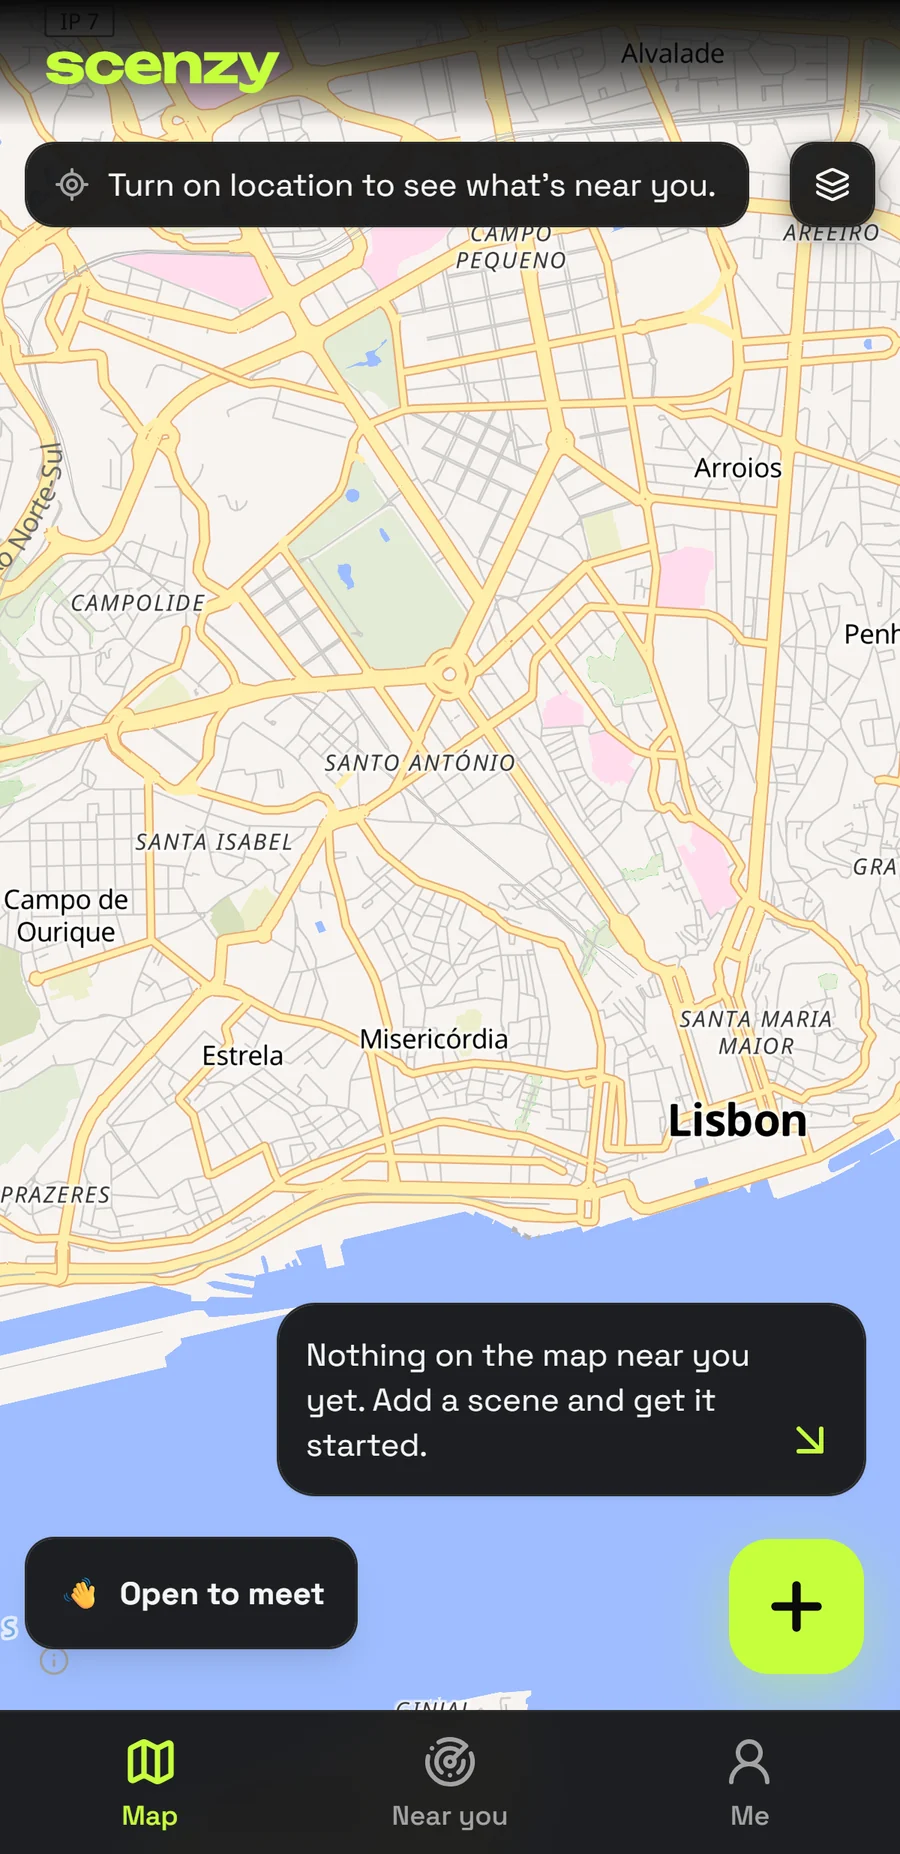 IP 7
scenzy
Alvalade
Turn on location to see what's near you.
CAMPO
PEQUENO
AREEIRO
Arroios
Norte-Sul
CAMPOLIDE
Penh
SANTO ANTÓNIO
SANTA ISABEL
GRA
Campo de
Ourique
SANTA MARIA
MAIOR
Misericórdia
Estrela
Lisbon
PRAZERES
Nothing on the map near you
yet. Add a scene and get it
started.
Open to meet
S
Map
Near you
Me